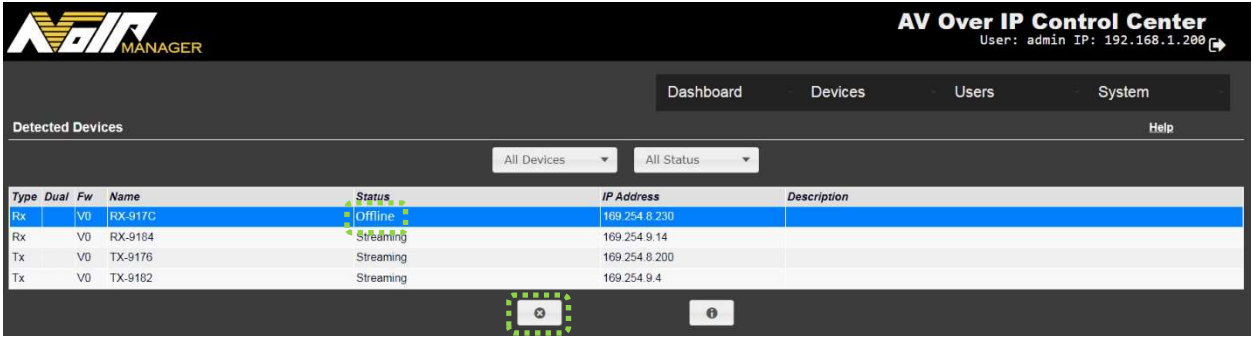 AVoIP MANAGER
AV Over IP Control Center
User: admin IP: 192.168.1.200
Dashboard Devices Users System
Detected Devices Help
All Devices All Status
Type Dual Fw Name Status IP Address Description
Rx V0 RX-917C Offline 169.254.8.230
Rx V0 RX-9184 Streaming 169.254.9.14
Tx V0 TX-9176 Streaming 169.254.8.200
Tx V0 TX-9182 Streaming 169.254.9.4